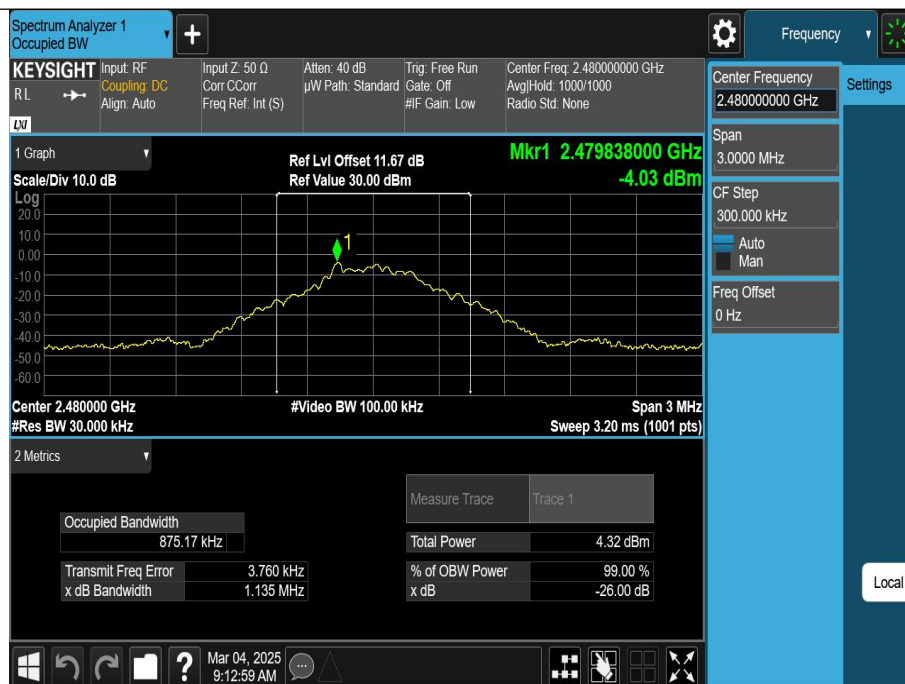 Spectrum Analyzer 1
Occupied BW
+
Frequency
KEYSIGHT
RL
LXI
Input: RF
Coupling: DC
Align: Auto
Input Z: 50 Ω
Corr CCorr
Freq Ref: Int (S)
Atten: 40 dB
µW Path: Standard
Trig: Free Run
Gate: Off
#IF Gain: Low
Center Freq: 2.480000000 GHz
Avg|Hold: 1000/1000
Radio Std: None
Center Frequency
2.480000000 GHz
Settings
Span
3.0000 MHz
CF Step
300.000 kHz
Auto
Man
Freq Offset
0 Hz
Local
1 Graph
Scale/Div 10.0 dB
Ref Lvl Offset 11.67 dB
Ref Value 30.00 dBm
Mkr1 2.479838000 GHz
-4.03 dBm
Log
20.0
10.0
0.00
-10.0
-20.0
-30.0
-40.0
-50.0
-60.0
1
Center 2.480000 GHz
#Video BW 100.00 kHz
Span 3 MHz
#Res BW 30.000 kHz
Sweep 3.20 ms (1001 pts)
2 Metrics
Measure Trace
Trace 1
Occupied Bandwidth
875.17 kHz
Total Power
4.32 dBm
Transmit Freq Error
3.760 kHz
% of OBW Power
99.00 %
x dB Bandwidth
1.135 MHz
x dB
-26.00 dB
?
Mar 04, 2025
9:12:59 AM